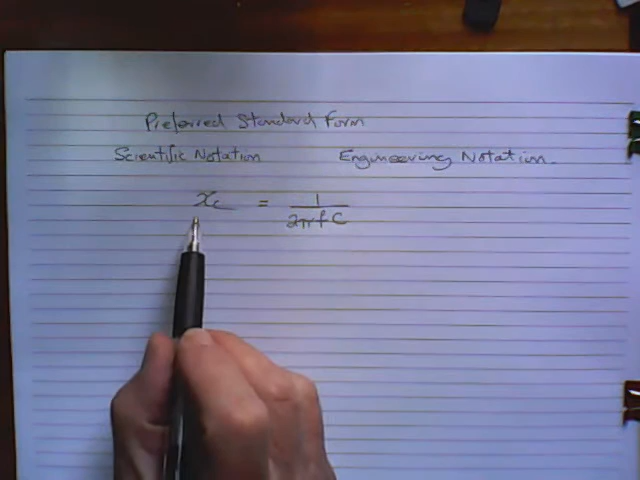 Preferred Standard Form
Scientific Notation Engineering Notation.
Xc = 1/2πfC